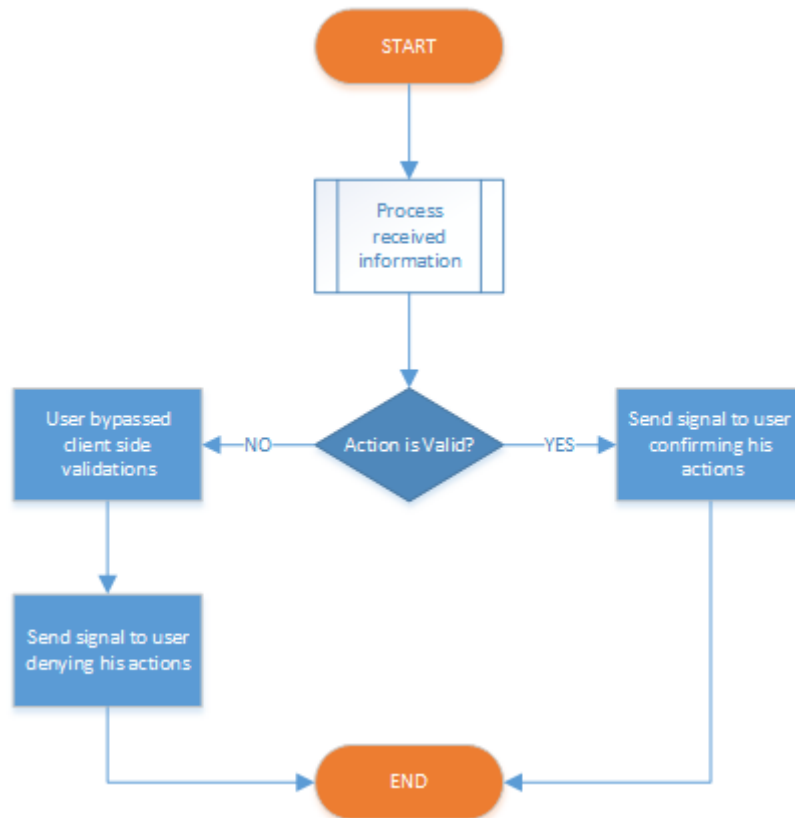 START
Process
received
information
User bypassed
client side
validations
NO
Action is Valid?
YES
Send signal to user
confirming his
actions
Send signal to user
denying his actions
END